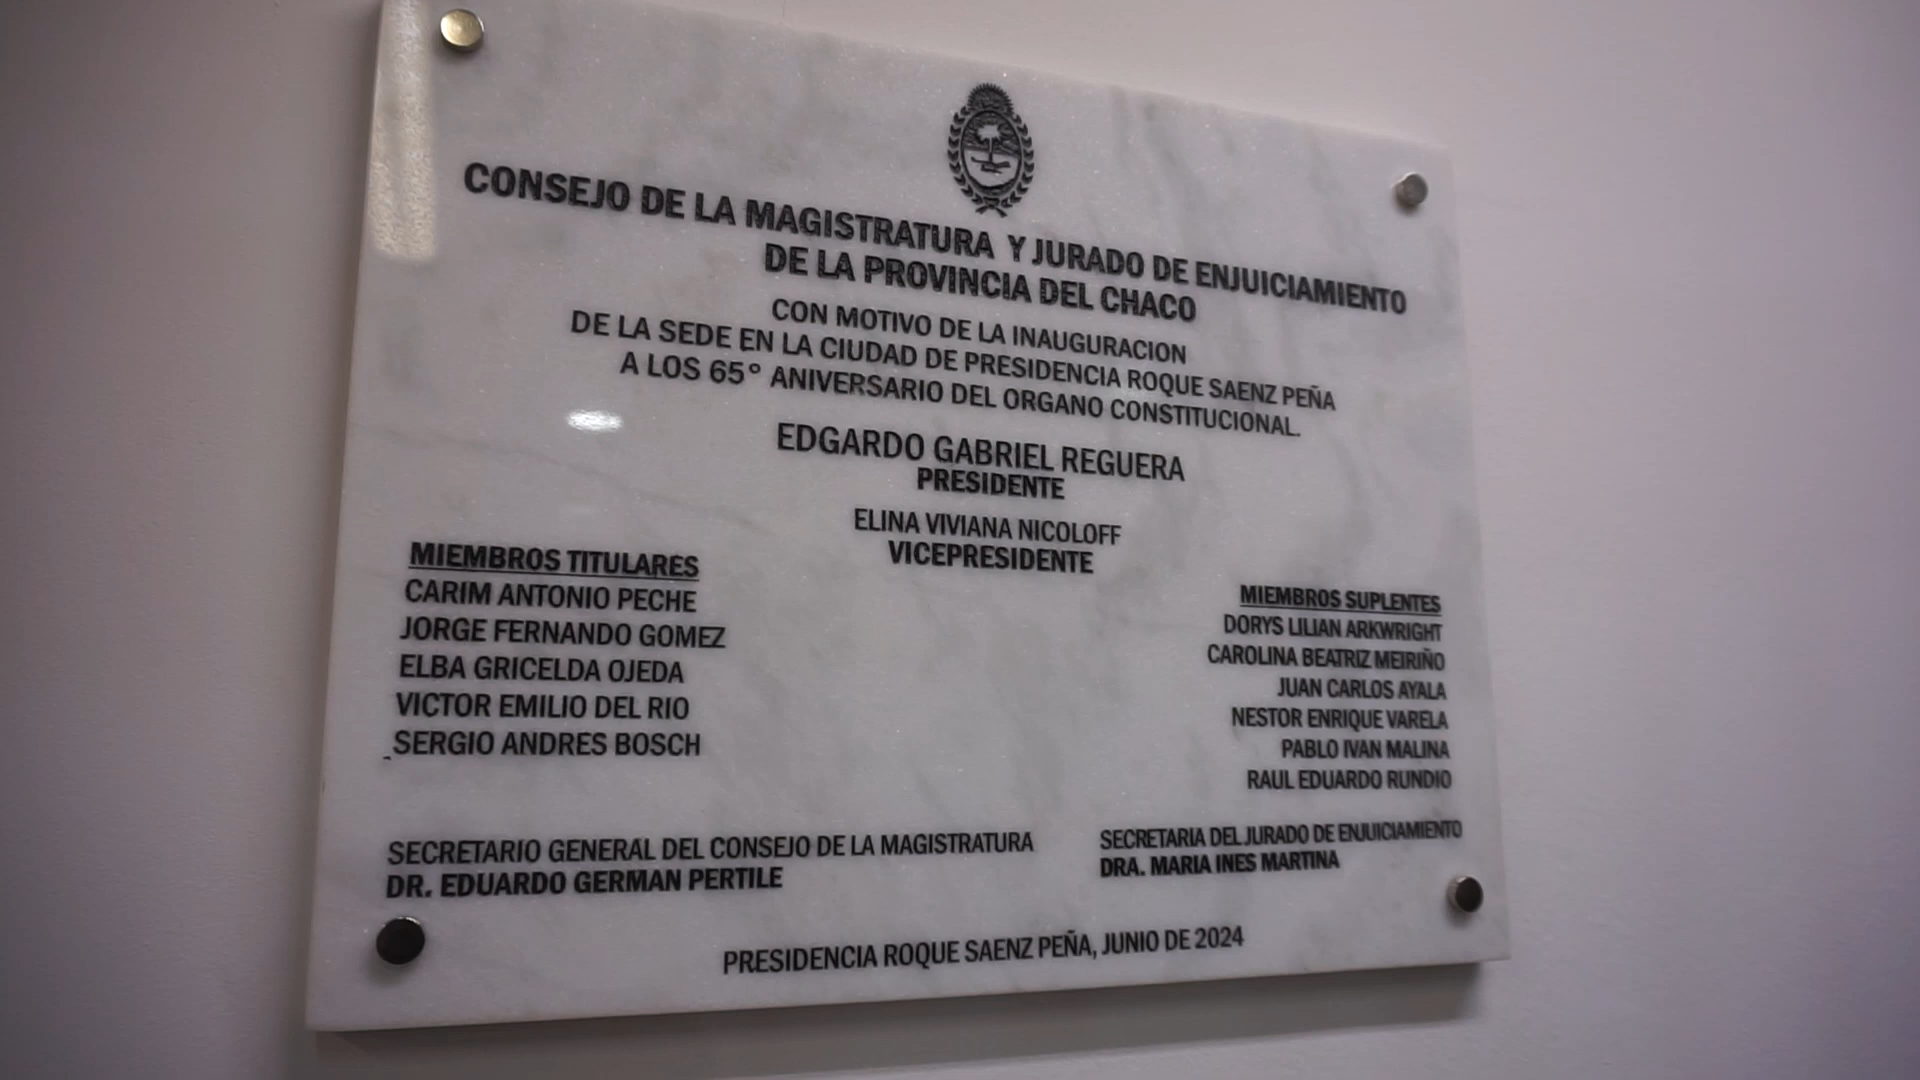 CONSEJO DE LA MAGISTRATURA Y JURADO DE ENJUICIAMIENTO
DE LA PROVINCIA DEL CHACO
CON MOTIVO DE LA INAUGURACION
DE LA SEDE EN LA CIUDAD DE PRESIDENCIA ROQUE SAENZ PEÑA
A LOS 65° ANIVERSARIO DEL ORGANO CONSTITUCIONAL.
EDGARDO GABRIEL REGUERA
PRESIDENTE
ELINA VIVIANA NICOLOFF
VICEPRESIDENTE
MIEMBROS TITULARES
CARIM ANTONIO PECHE
JORGE FERNANDO GOMEZ
ELBA GRICELDA OJEDA
VICTOR EMILIO DEL RIO
SERGIO ANDRES BOSCH
MIEMBROS SUPLENTES
DORYS LILIAN ARKWRIGHT
CAROLINA BEATRIZ MEIRIÑO
JUAN CARLOS AYALA
NESTOR ENRIQUE VARELA
PABLO IVAN MALINA
RAUL EDUARDO RUNDIO
SECRETARIO GENERAL DEL CONSEJO DE LA MAGISTRATURA
DR. EDUARDO GERMAN PERTILE
SECRETARIA DEL JURADO DE ENJUICIAMIENTO
DRA. MARIA INES MARTINA
PRESIDENCIA ROQUE SAENZ PEÑA, JUNIO DE 2024